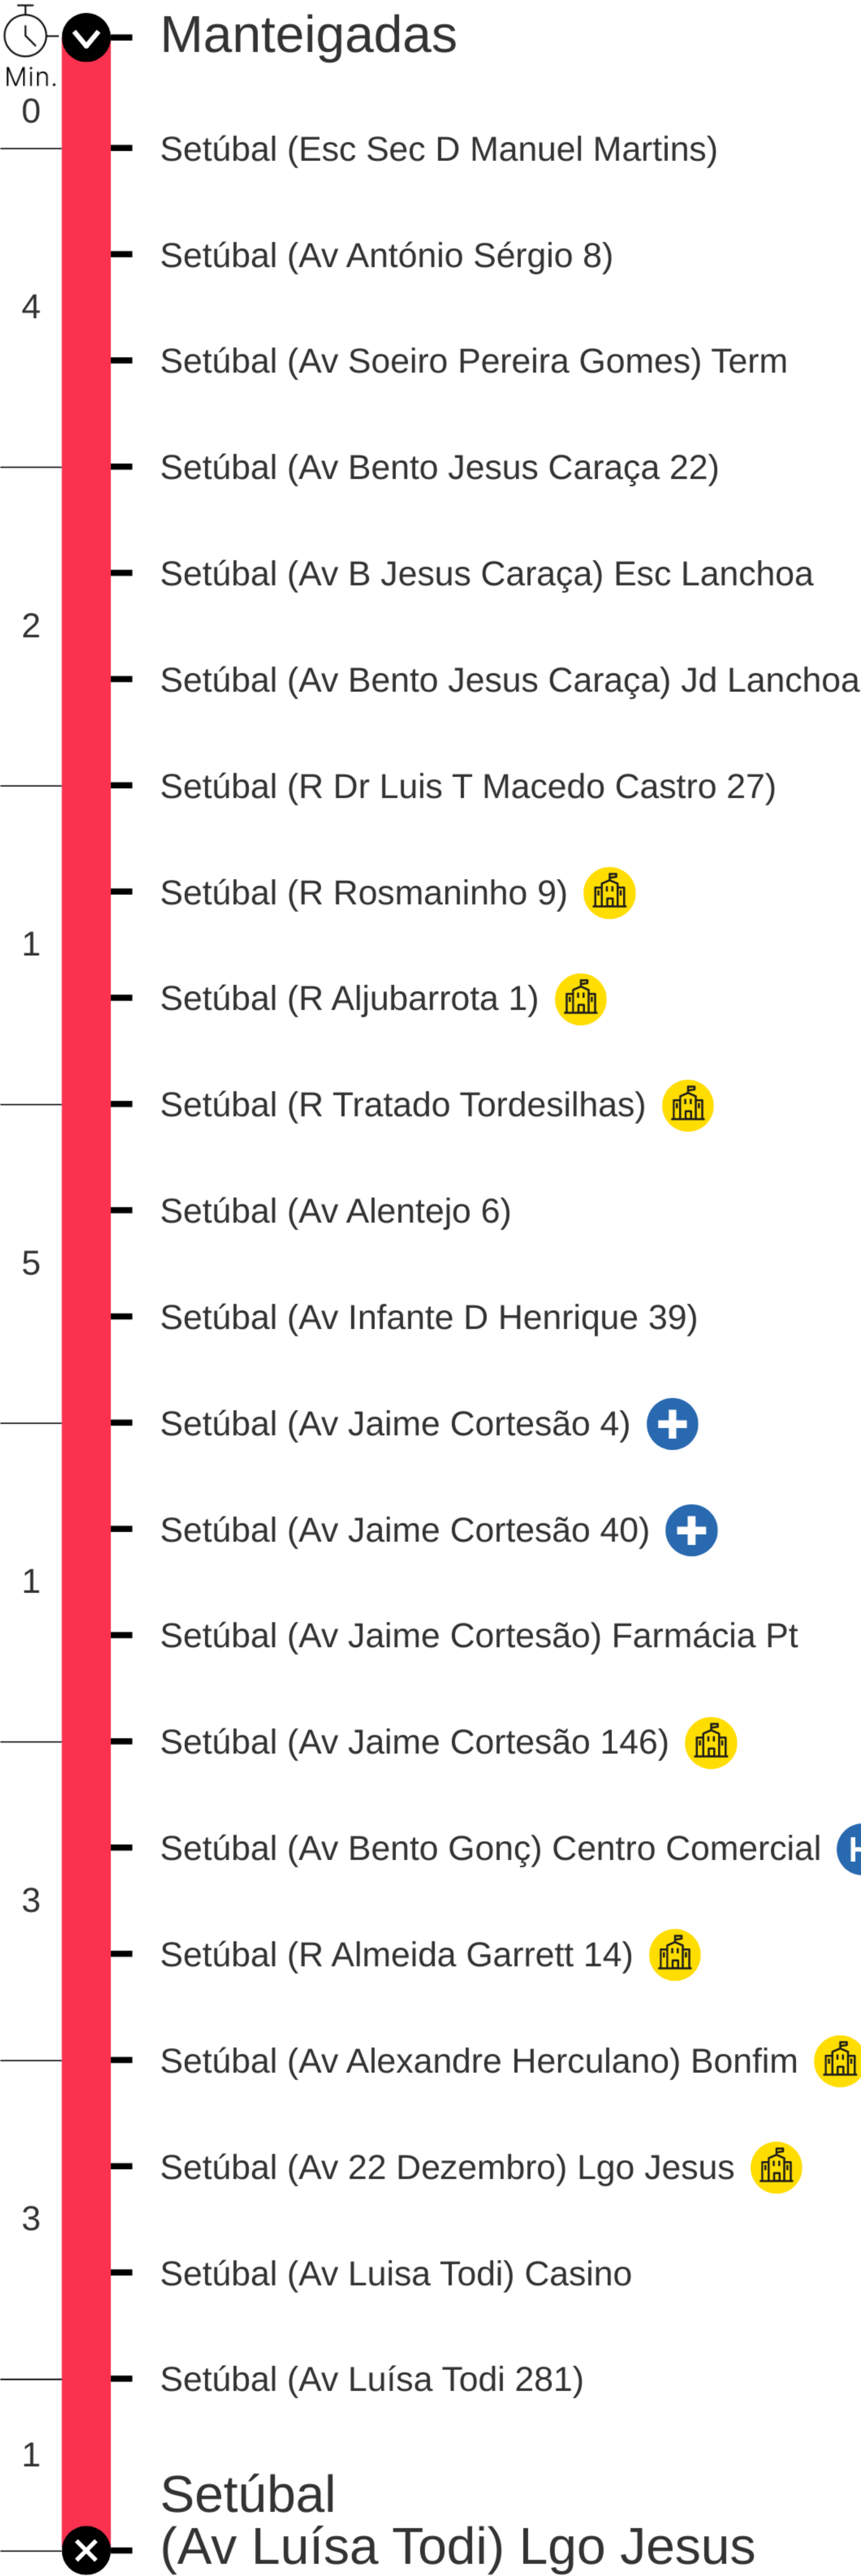 Manteigadas
Min.
0
Setúbal (Esc Sec D Manuel Martins)
Setúbal (Av António Sérgio 8)
4
Setúbal (Av Soeiro Pereira Gomes) Term
Setúbal (Av Bento Jesus Caraça 22)
Setúbal (Av B Jesus Caraça) Esc Lanchoa
2
Setúbal (Av Bento Jesus Caraça) Jd Lanchoa
Setúbal (R Dr Luis T Macedo Castro 27)
Setúbal (R Rosmaninho 9)
1
Setúbal (R Aljubarrota 1)
Setúbal (R Tratado Tordesilhas)
Setúbal (Av Alentejo 6)
5
Setúbal (Av Infante D Henrique 39)
Setúbal (Av Jaime Cortesão 4)
Setúbal (Av Jaime Cortesão 40)
1
Setúbal (Av Jaime Cortesão) Farmácia Pt
Setúbal (Av Jaime Cortesão 146)
Setúbal (Av Bento Gonç) Centro Comercial H
3
Setúbal (R Almeida Garrett 14)
Setúbal (Av Alexandre Herculano) Bonfim
Setúbal (Av 22 Dezembro) Lgo Jesus
3
Setúbal (Av Luisa Todi) Casino
Setúbal (Av Luísa Todi 281)
1
Setúbal
(Av Luísa Todi) Lgo Jesus